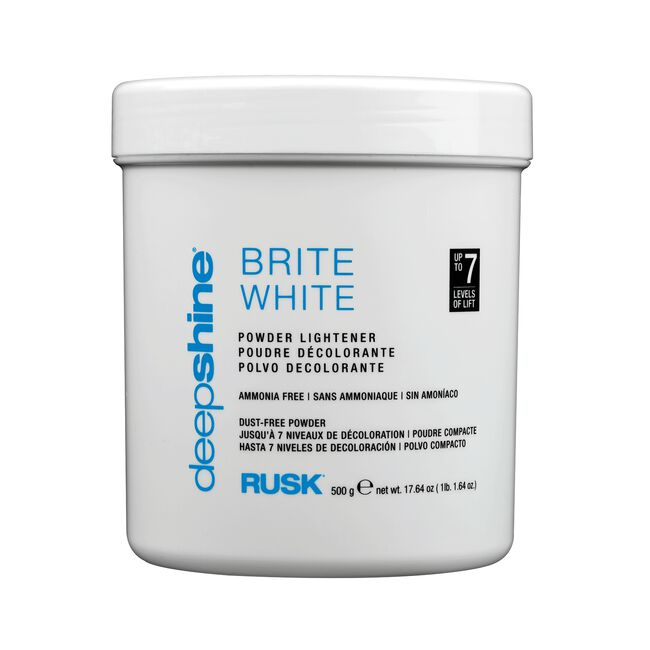 deepshine®
BRITE
WHITE
UP TO 7
LEVELS
OF LIFT
POWDER LIGHTENER
POUDRE DÉCOLORANTE
POLVO DECOLORANTE
AMMONIA FREE | SANS AMMONIAQUE | SIN AMONÍACO
DUST-FREE POWDER
JUSQU'À 7 NIVEAUX DE DÉCOLORATION | POUDRE COMPACTE
HASTA 7 NIVELES DE DECOLORACIÓN | POLVO COMPACTO
RUSK® 500 g ℮ net wt. 17.64 oz (1lb. 1.64 oz.)